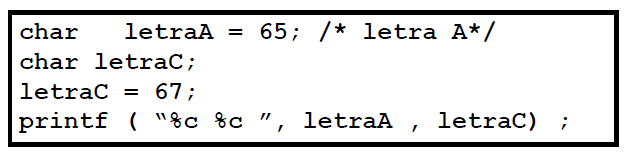 char   letraA = 65; /* letra A*/
char letraC;
letraC = 67;
printf ( “%c %c ”, letraA , letraC) ;